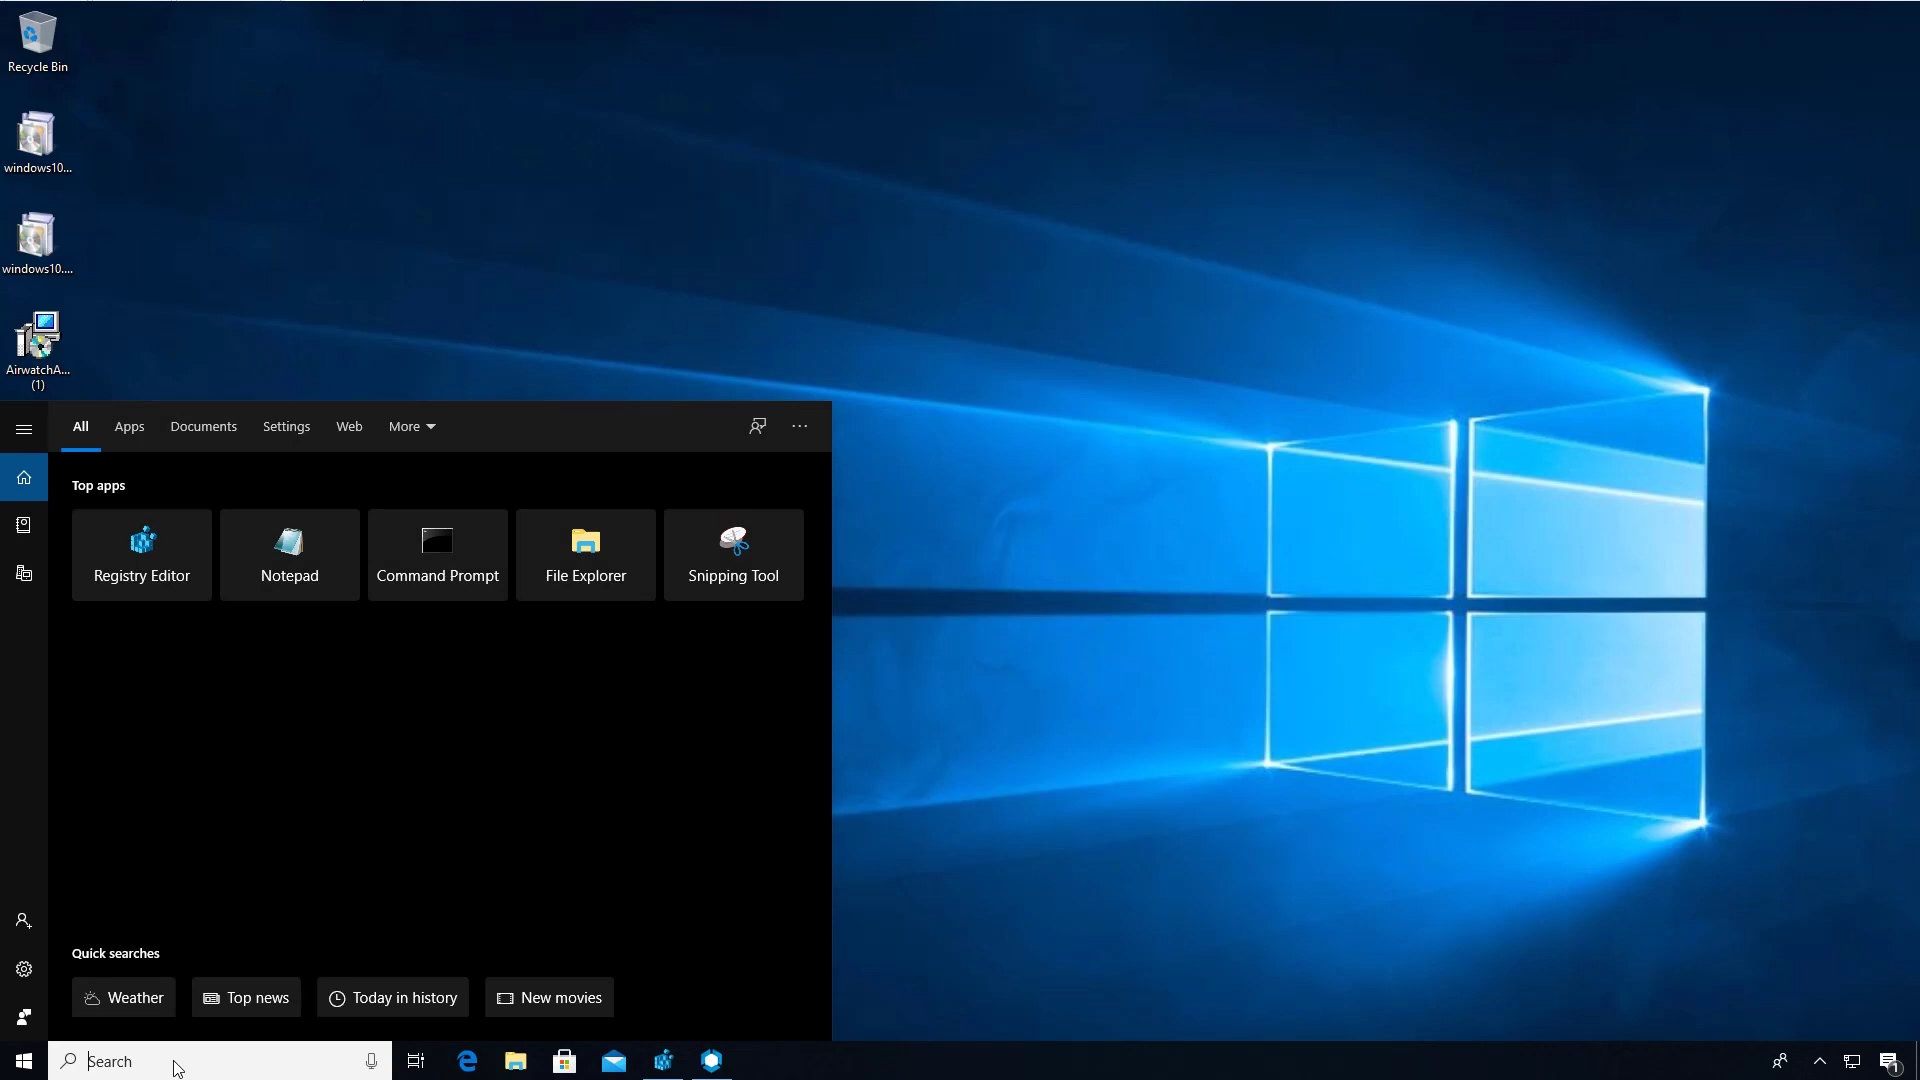 Recycle Bin
windows10...
windows10....
AirwatchA...
(1)
All Apps Documents Settings Web More
Top apps
Registry Editor Notepad Command Prompt File Explorer Snipping Tool
Quick searches
Weather Top news Today in history New movies
Search
1